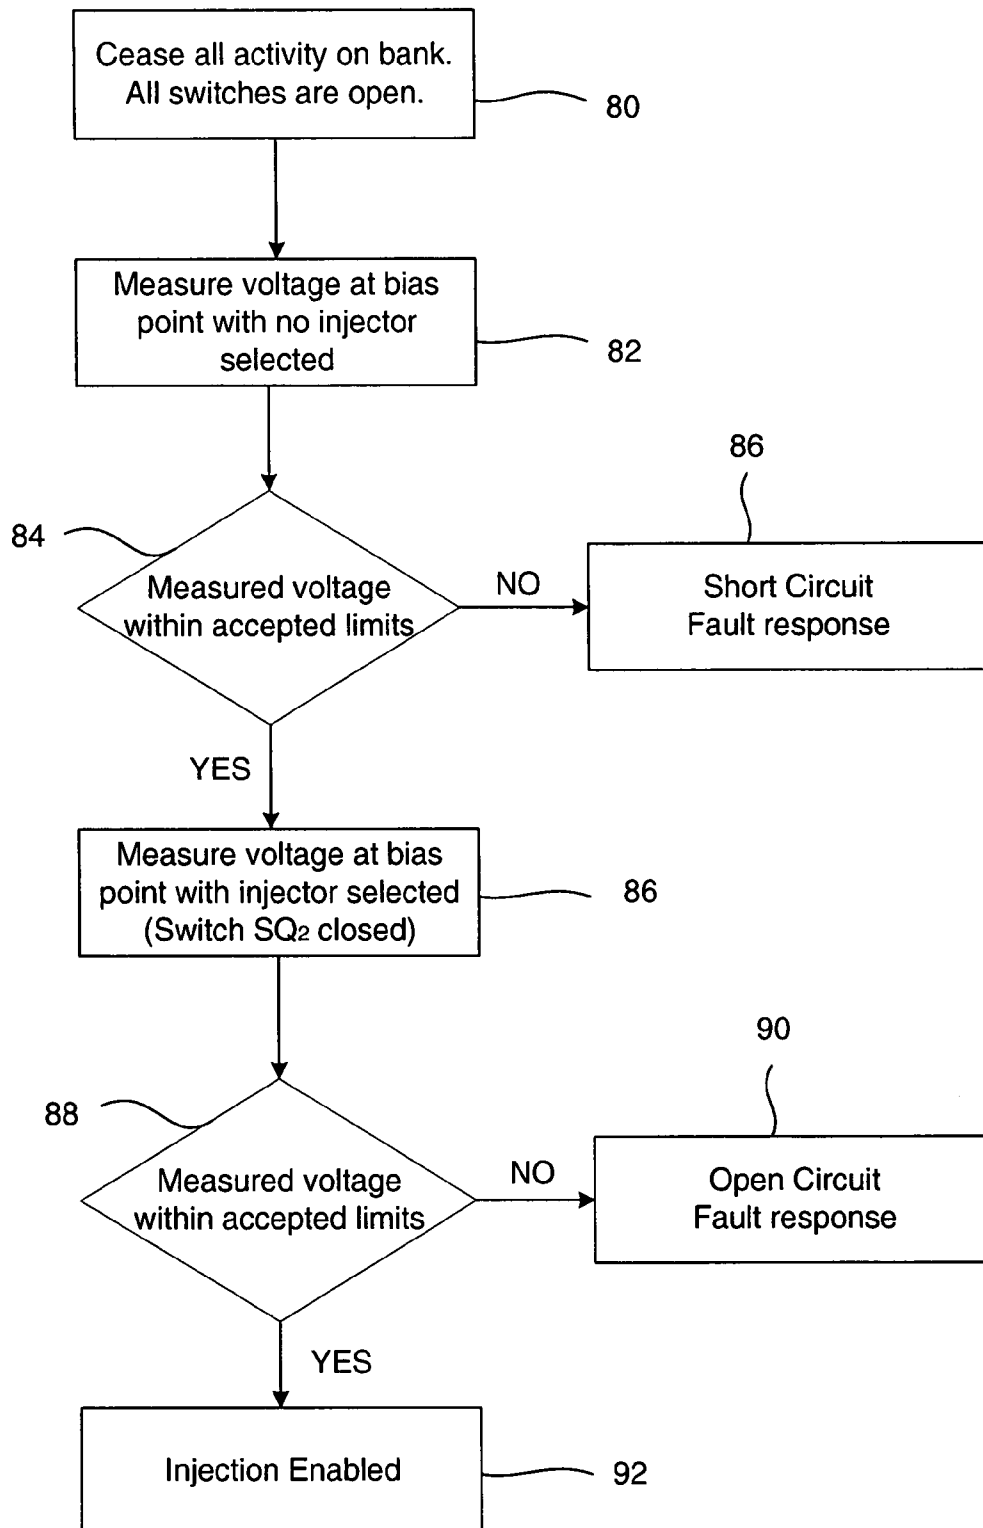 Cease all activity on bank.
All switches are open.
80
Measure voltage at bias
point with no injector
selected
82
86
84
Measured voltage
within accepted limits
NO
Short Circuit
Fault response
YES
Measure voltage at bias
point with injector selected
(Switch SQ2 closed)
86
90
88
Measured voltage
within accepted limits
NO
Open Circuit
Fault response
YES
Injection Enabled
92